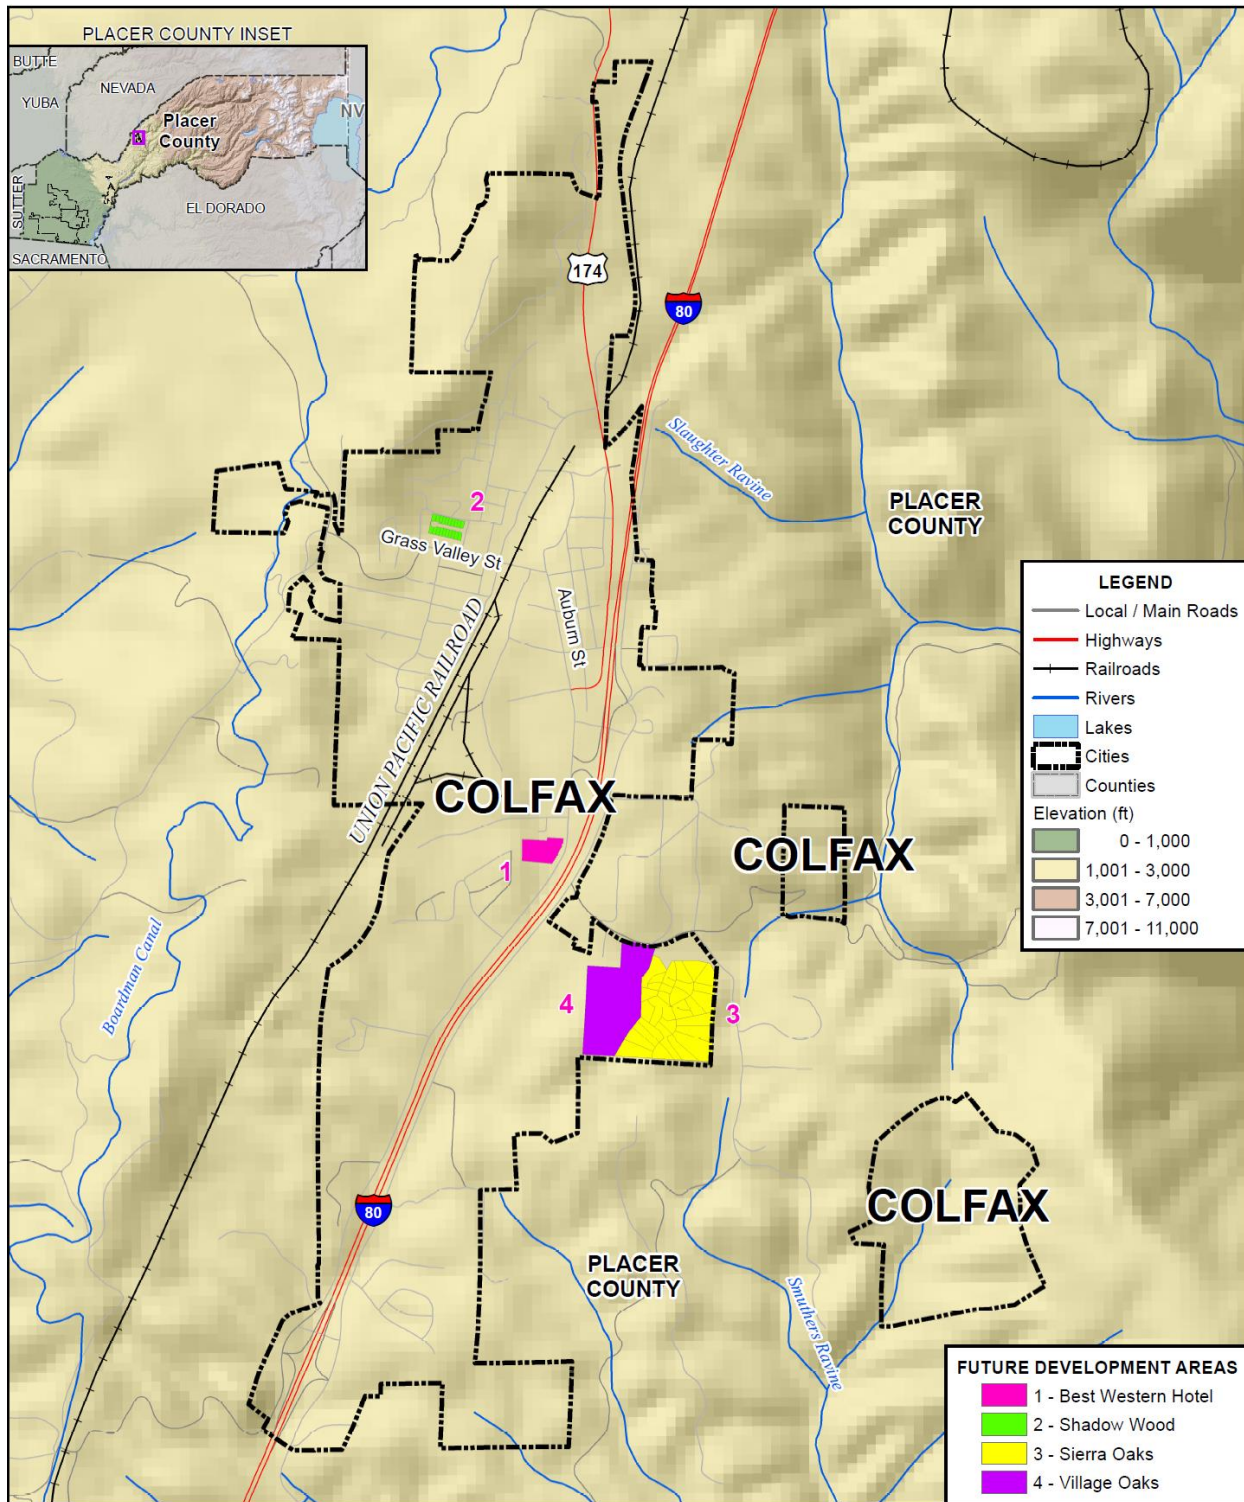 PLACER COUNTY INSET
BUTTE
NEVADA
YUBA
Placer
County
NV
SUTTER
EL DORADO
SACRAMENTO
174
80
Slaughter Ravine
PLACER
COUNTY
2
Grass Valley St
Auburn St
UNION PACIFIC RAILROAD
COLFAX
1
COLFAX
Boardman Canal
4
3
80
COLFAX
PLACER
COUNTY
Smuthers Ravine
LEGEND
Local / Main Roads
Highways
Railroads
Rivers
Lakes
Cities
Counties
Elevation (ft)
0 - 1,000
1,001 - 3,000
3,001 - 7,000
7,001 - 11,000
FUTURE DEVELOPMENT AREAS
1 - Best Western Hotel
2 - Shadow Wood
3 - Sierra Oaks
4 - Village Oaks